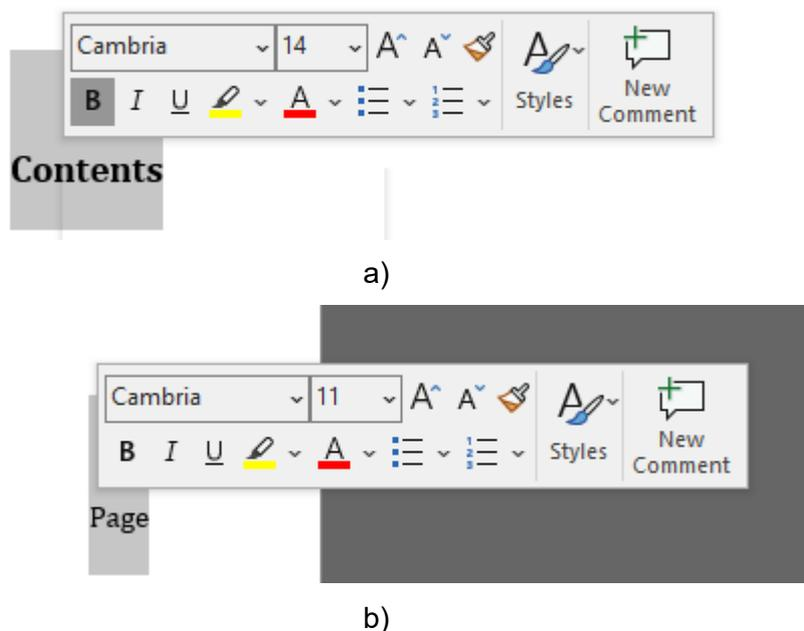 Cambria 14 A A
B I U A Styles New
Comment
Contents
a)
Cambria 11 A A
B I U A Styles New
Comment
Page
b)